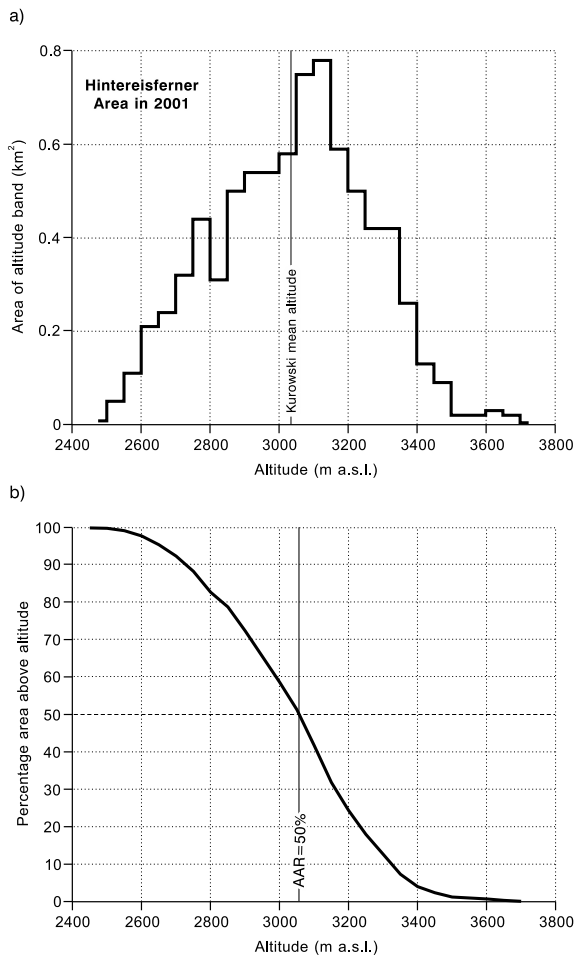 a)
0.8
Hintereisferner
Area in 2001
0.6
0.4
0.2
0
Area of altitude band (km²)
Kurowski mean altitude
2400 2600 2800 3000 3200 3400 3600 3800
Altitude (m a.s.l.)
b)
100
90
80
70
60
50
40
30
20
10
0
Percentage area above altitude
AAR=50%
2400 2600 2800 3000 3200 3400 3600 3800
Altitude (m a.s.l.)